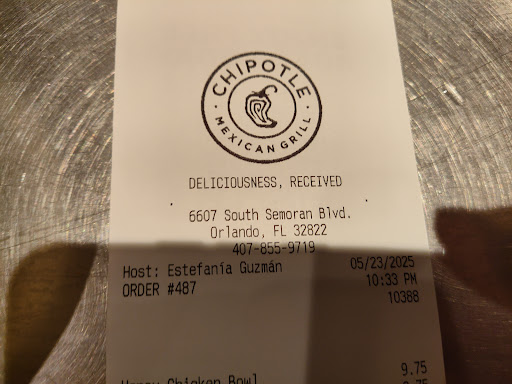 CHIPOTLE
MEXICAN GRILL
DELICIOUSNESS, RECEIVED
6607 South Semoran Blvd.
Orlando, FL 32822
407-855-9719
Host: Estefanía Guzmán 05/23/2025
ORDER #487 10:33 PM
10388
Chicken Bowl 9.75